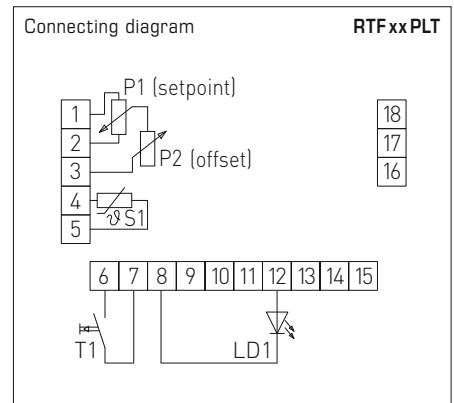 Connecting diagram RTF xx PLT
P1 (setpoint)
1
18
2
17
P2 (offset)
3
16
4
ϑ S1
5
6 7 8 9 10 11 12 13 14 15
T1
LD1